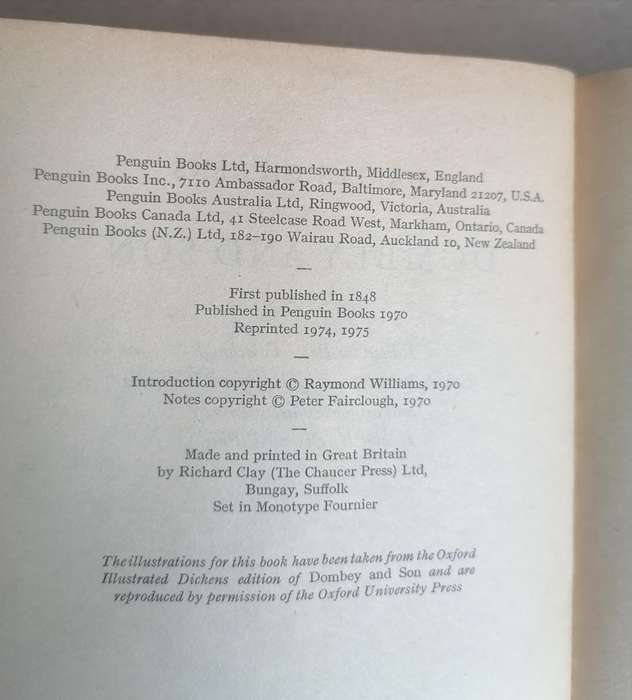 Penguin Books Ltd, Harmondsworth, Middlesex, England
Penguin Books Inc., 7110 Ambassador Road, Baltimore, Maryland 21207, U.S.A.
Penguin Books Australia Ltd, Ringwood, Victoria, Australia
Penguin Books Canada Ltd, 41 Steelcase Road West, Markham, Ontario, Canada
Penguin Books (N.Z.) Ltd, 182–190 Wairau Road, Auckland 10, New Zealand
—
First published in 1848
Published in Penguin Books 1970
Reprinted 1974, 1975
—
Introduction copyright © Raymond Williams, 1970
Notes copyright © Peter Fairclough, 1970
—
Made and printed in Great Britain
by Richard Clay (The Chaucer Press) Ltd,
Bungay, Suffolk
Set in Monotype Fournier
The illustrations for this book have been taken from the Oxford
Illustrated Dickens edition of Dombey and Son and are
reproduced by permission of the Oxford University Press